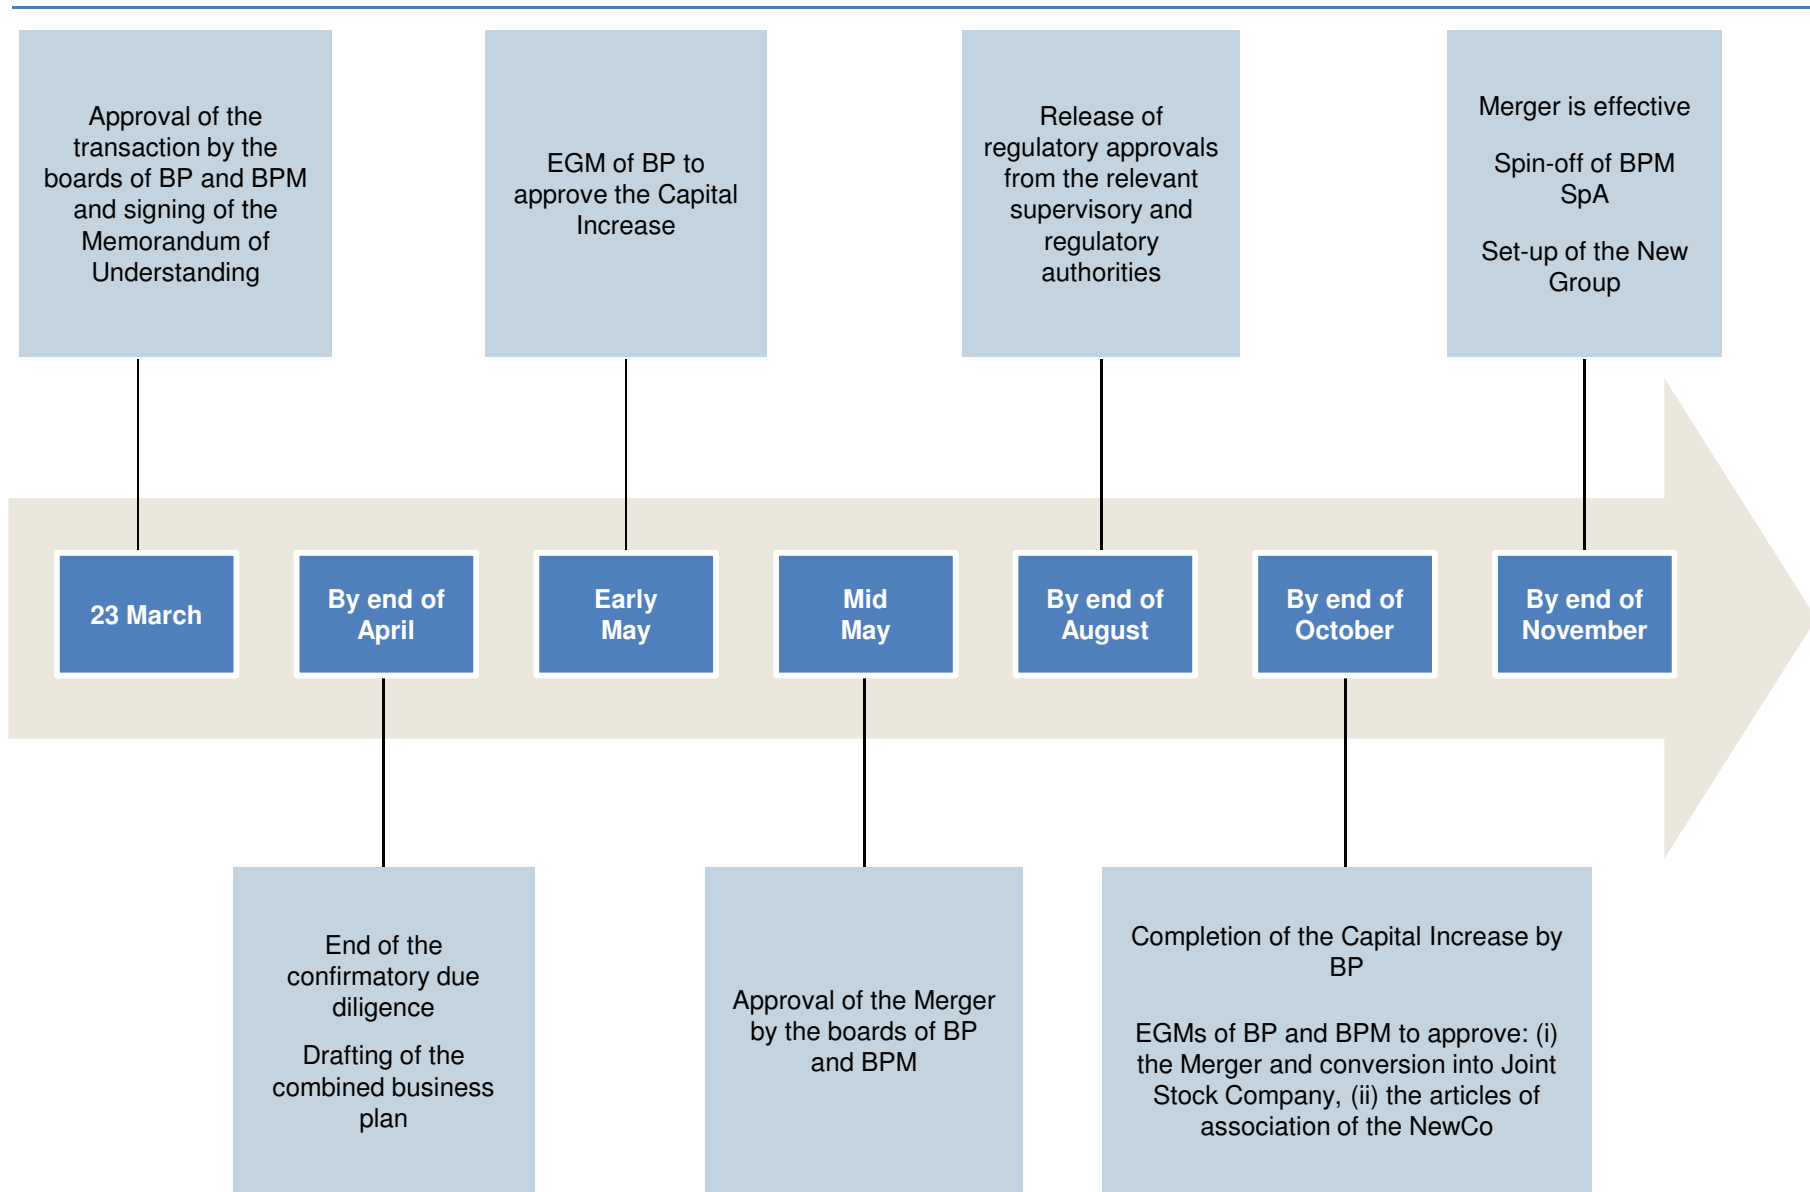 Approval of the
transaction by the
boards of BP and BPM
and signing of the
Memorandum of
Understanding
EGM of BP to
approve the Capital
Increase
Release of
regulatory approvals
from the relevant
supervisory and
regulatory
authorities
Merger is effective
Spin-off of BPM
SpA
Set-up of the New
Group
23 March
By end of
April
Early
May
Mid
May
By end of
August
By end of
October
By end of
November
End of the
confirmatory due
diligence
Drafting of the
combined business
plan
Approval of the Merger
by the boards of BP
and BPM
Completion of the Capital Increase by
BP
EGMs of BP and BPM to approve: (i)
the Merger and conversion into Joint
Stock Company, (ii) the articles of
association of the NewCo